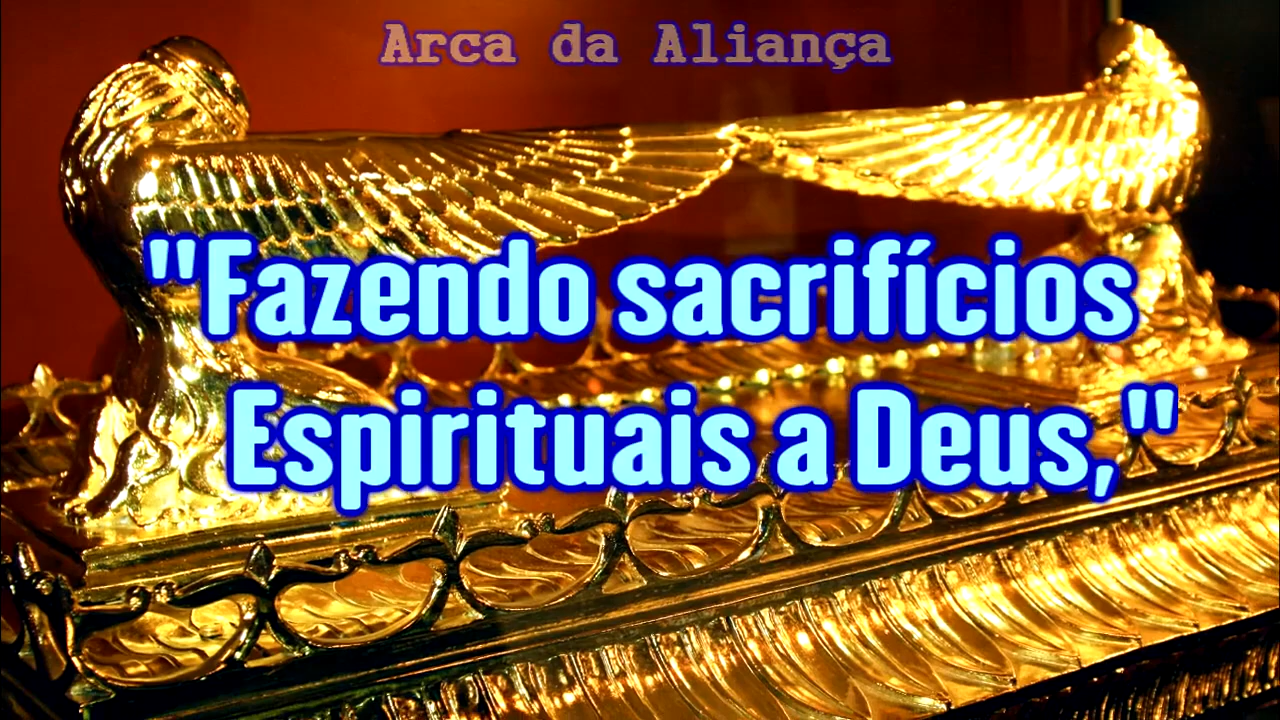 Arca da Aliança
"Fazendo sacrifícios
Espirituais a Deus,"